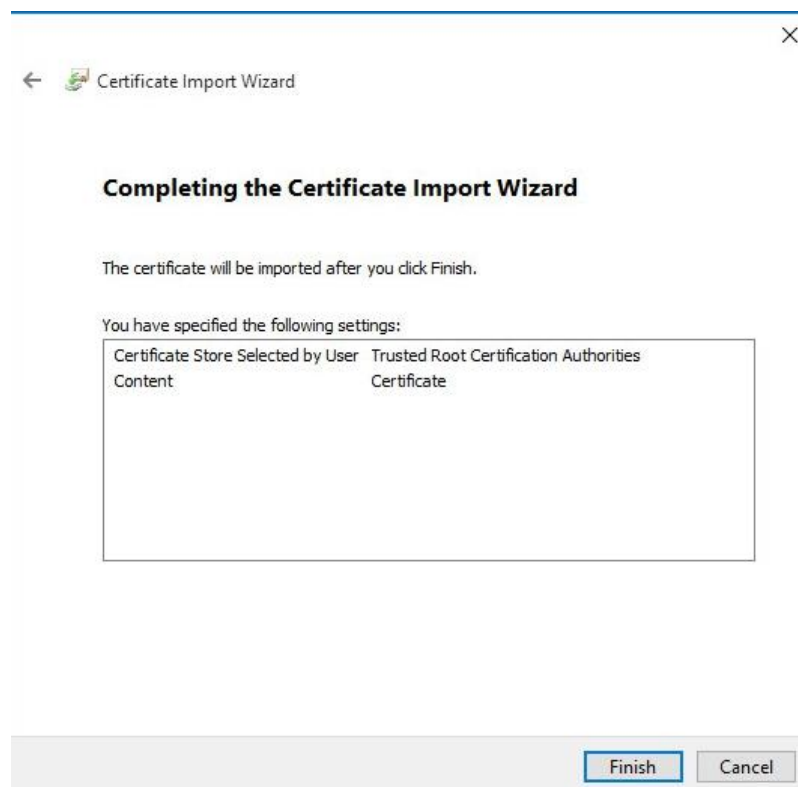 Certificate Import Wizard
Completing the Certificate Import Wizard
The certificate will be imported after you click Finish.
You have specified the following settings:
Certificate Store Selected by User Trusted Root Certification Authorities
Content Certificate
Finish Cancel